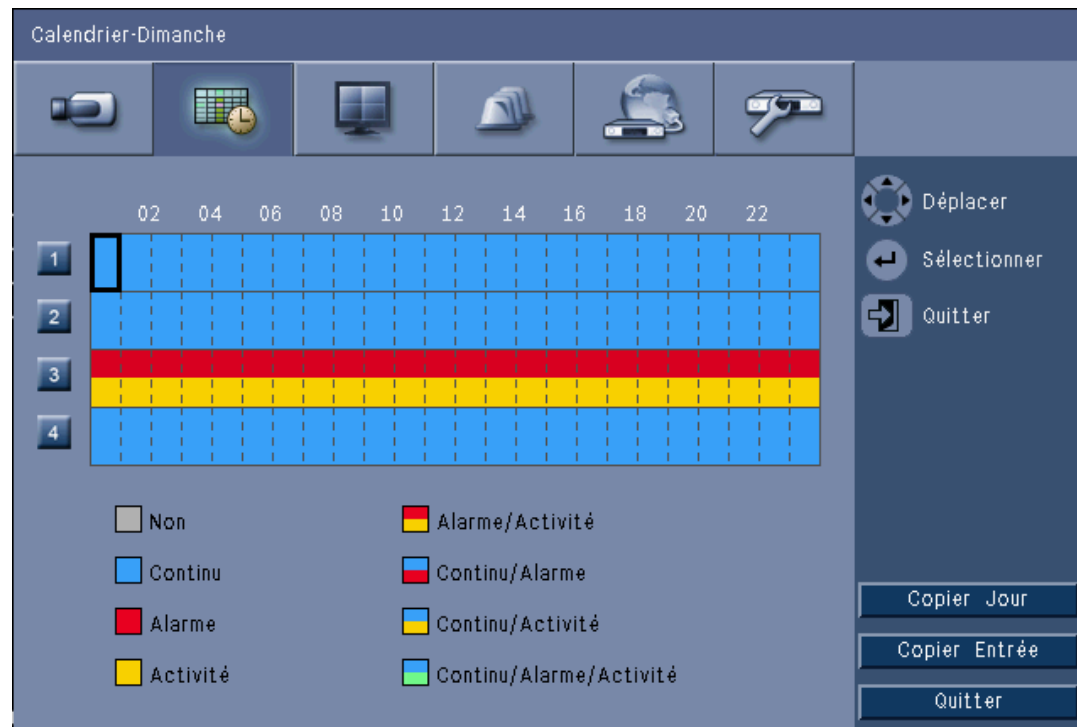 Calendrier-Dimanche
02 04 06 08 10 12 14 16 18 20 22
1
2
3
4
Non
Continu
Alarme
Activité
Alarme/Activité
Continu/Alarme
Continu/Activité
Continu/Alarme/Activité
Déplacer
Sélectionner
Quitter
Copier Jour
Copier Entrée
Quitter